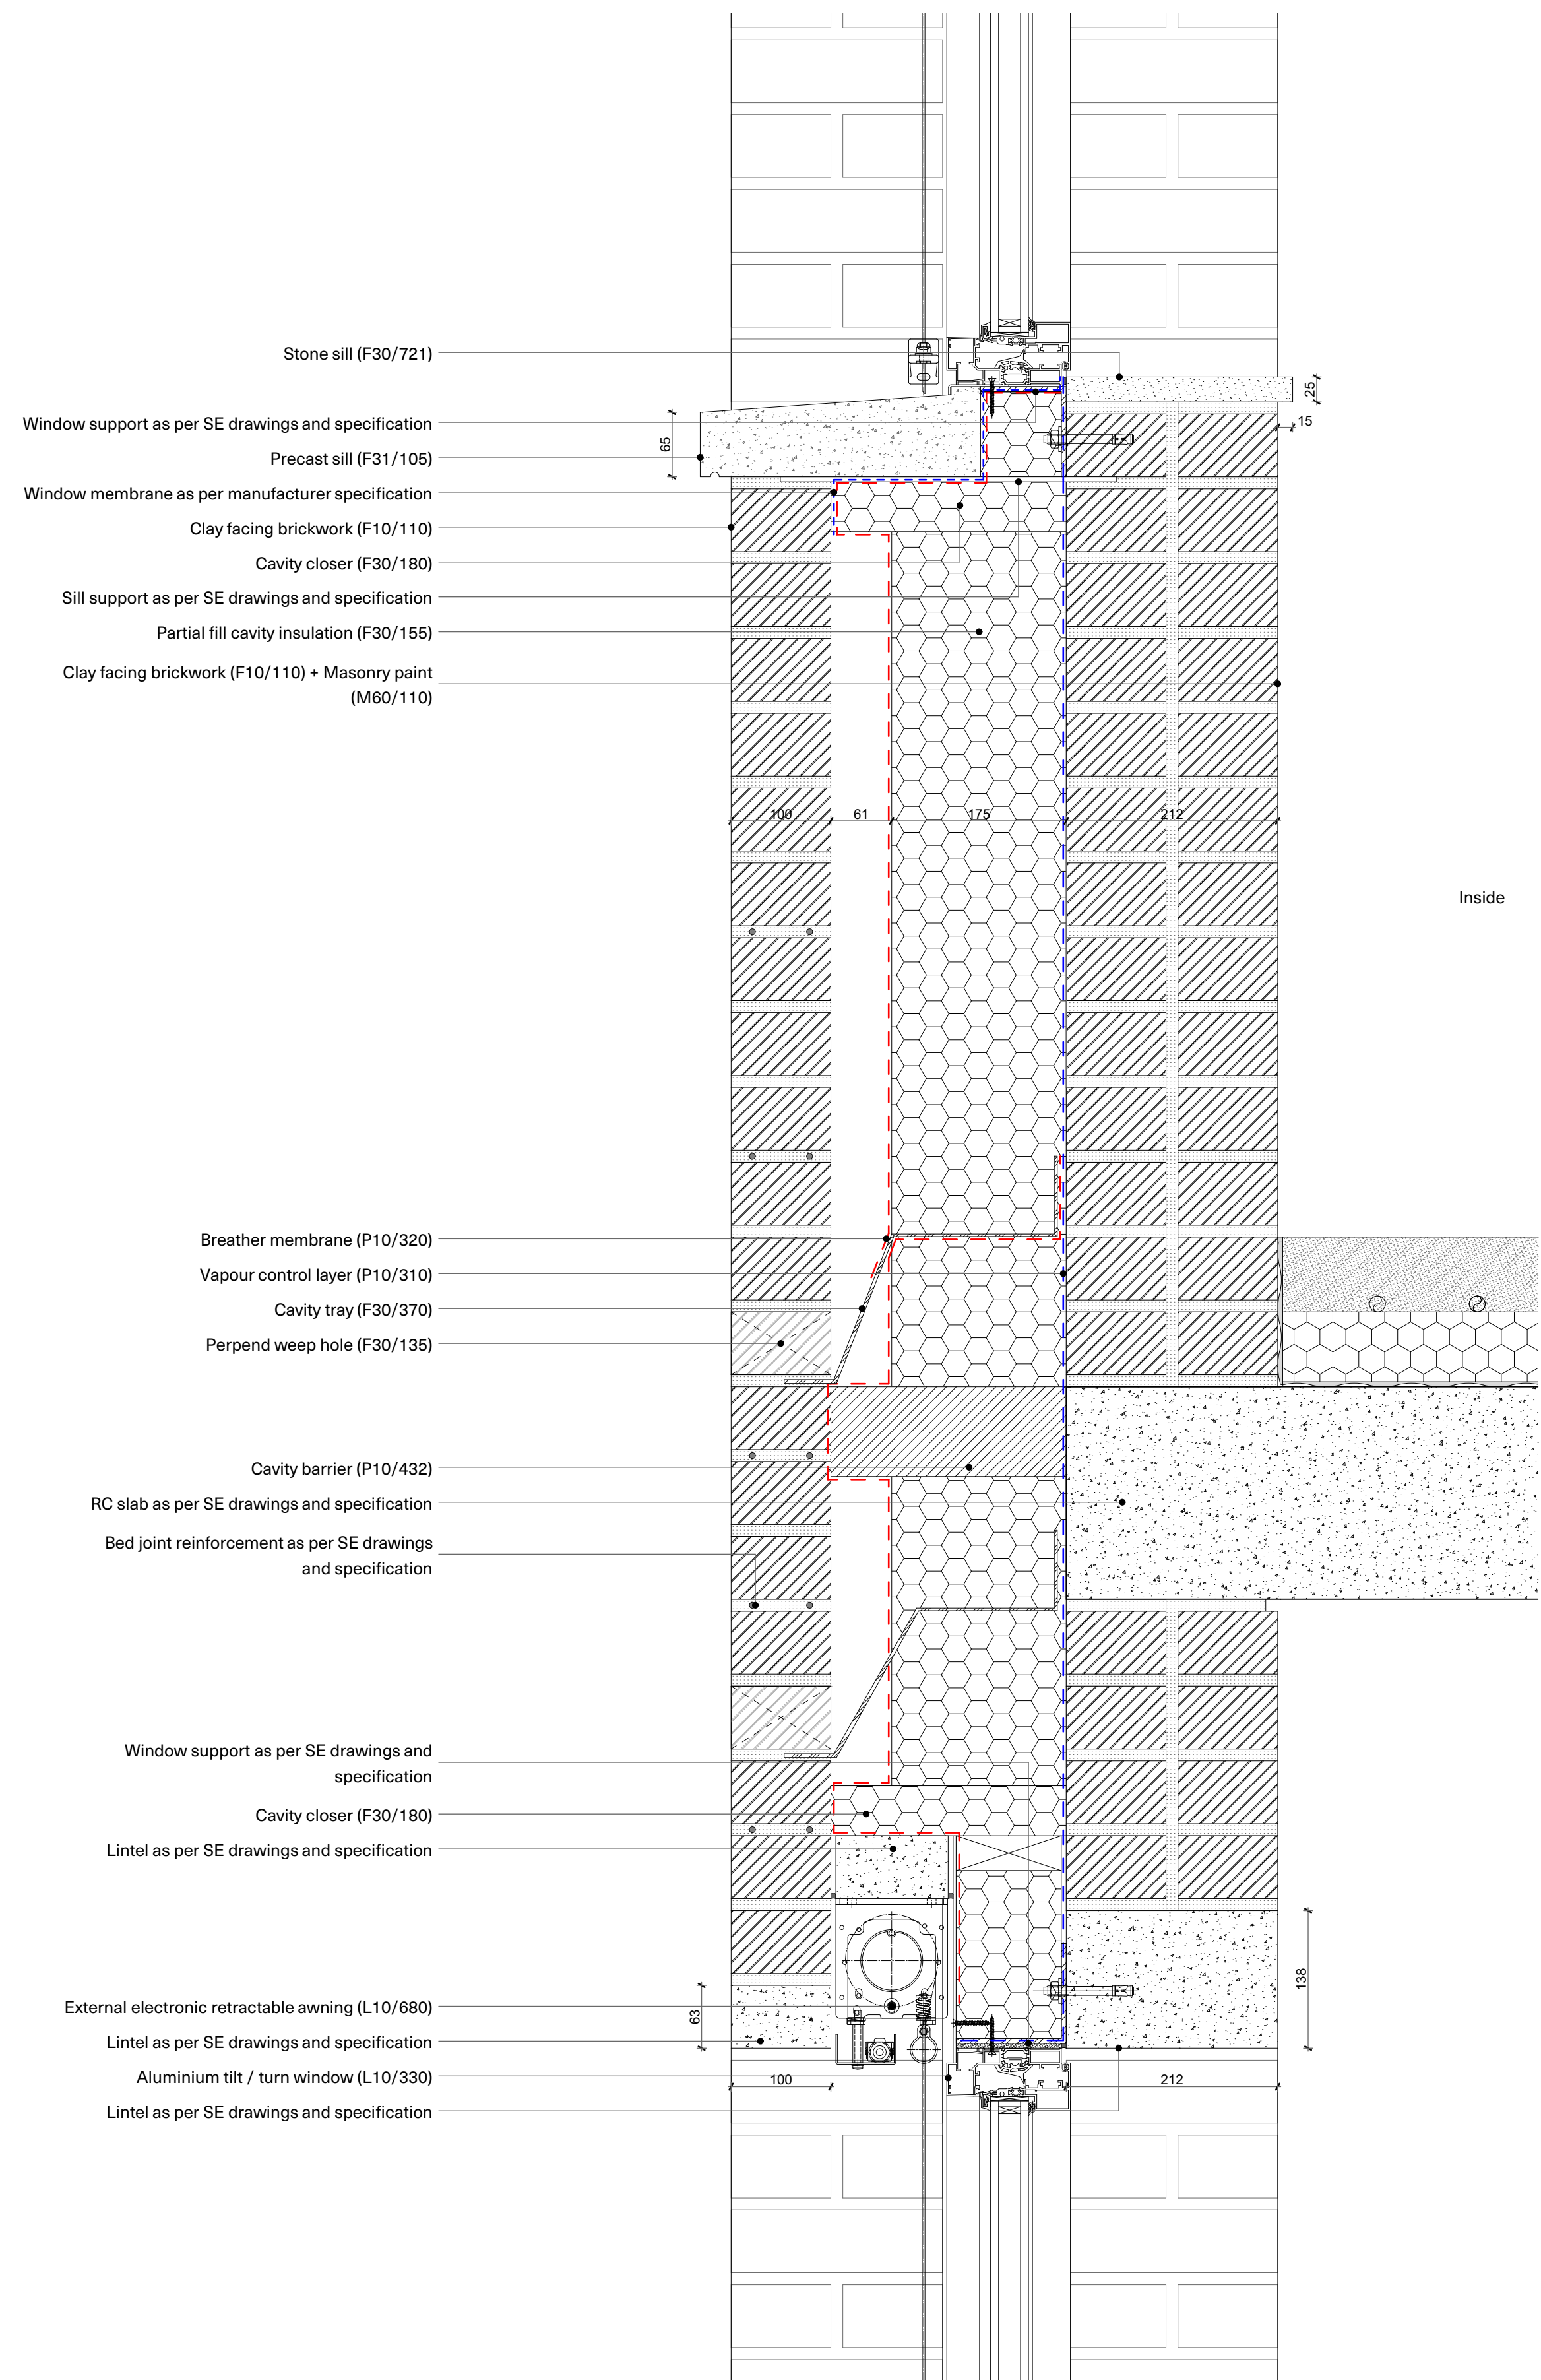 Stone sill (F30/721)
25
Window support as per SE drawings and specification
15
65
Precast sill (F31/105)
Window membrane as per manufacturer specification
Clay facing brickwork (F10/110)
Cavity closer (F30/180)
Sill support as per SE drawings and specification
Partial fill cavity insulation (F30/155)
Clay facing brickwork (F10/110) + Masonry paint
(M60/110)
100
61
175
212
Inside
Breather membrane (P10/320)
Vapour control layer (P10/310)
Cavity tray (F30/370)
Perpend weep hole (F30/135)
Cavity barrier (P10/432)
RC slab as per SE drawings and specification
Bed joint reinforcement as per SE drawings
and specification
Window support as per SE drawings and
specification
Cavity closer (F30/180)
Lintel as per SE drawings and specification
138
External electronic retractable awning (L10/680)
63
Lintel as per SE drawings and specification
Aluminium tilt / turn window (L10/330)
100
212
Lintel as per SE drawings and specification